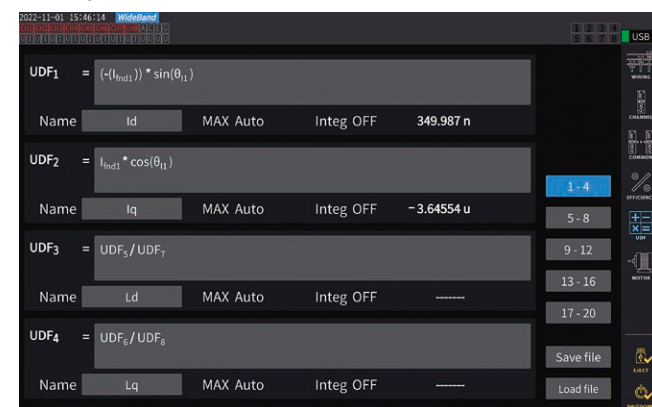 2022-11-01 15:46:14 WideBand
1 2 3 4
5 6 7 8
USB
UDF1 = (-(Ifnd1)) * sin(θI1)
Name Id MAX Auto Integ OFF 349.987 n
UDF2 = Ifnd1 * cos(θI1)
Name Iq MAX Auto Integ OFF -3.64554 u
UDF3 = UDF5 / UDF7
Name Ld MAX Auto Integ OFF -------
UDF4 = UDF6 / UDF8
Name Lq MAX Auto Integ OFF -------
1 - 4
5 - 8
9 - 12
13 - 16
17 - 20
Save file
Load file
WIRING
CHANNEL
COMMON
EFFICIENC
UDF
MOTOR
EJECT